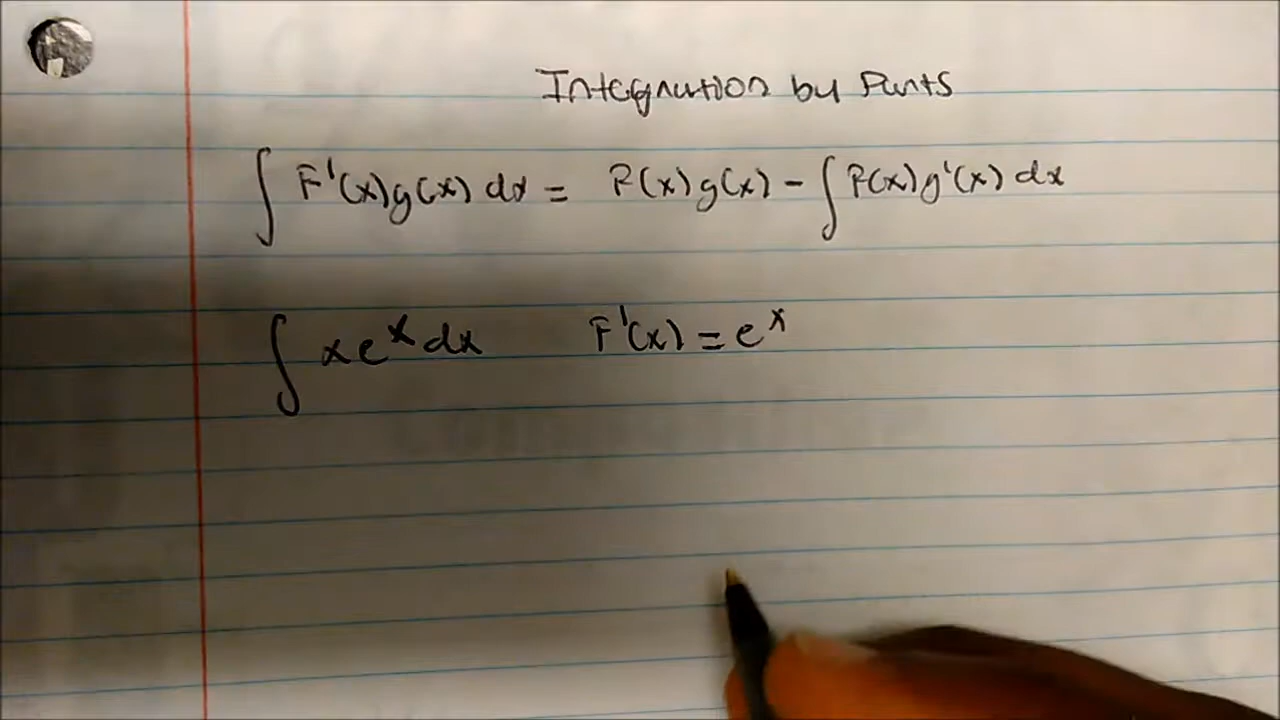 Integration by Parts
∫ F'(x)g(x) dx = F(x)g(x) - ∫ F(x)g'(x) dx
∫ xe^x dx F'(x) = e^x